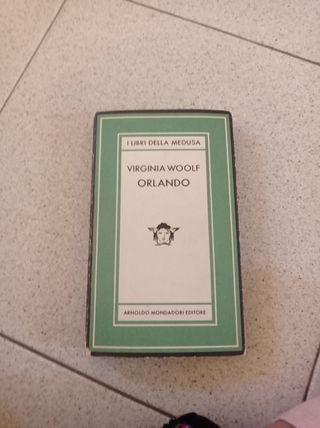 I LIBRI DELLA MEDUSA
VIRGINIA WOOLF
ORLANDO
ARNOLDO MONDADORI EDITORE